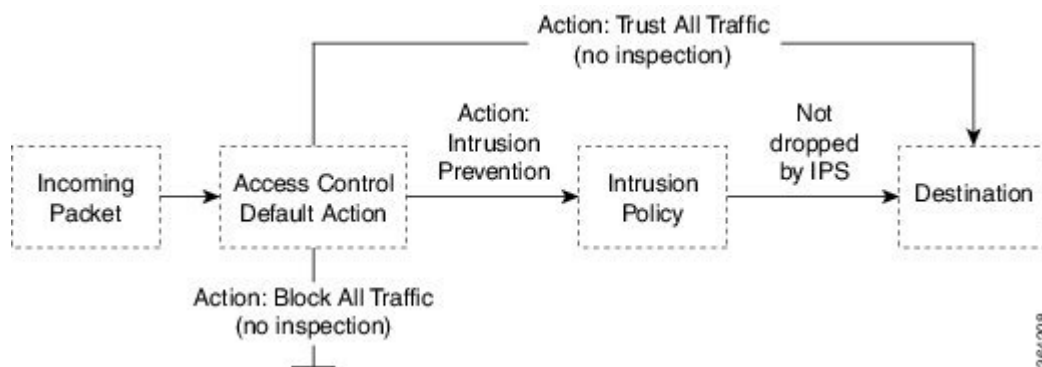 Action: Trust All Traffic
(no inspection)
Action:
Intrusion
Prevention
Not
dropped
by IPS
Incoming
Packet
Access Control
Default Action
Intrusion
Policy
Destination
Action: Block All Traffic
(no inspection)